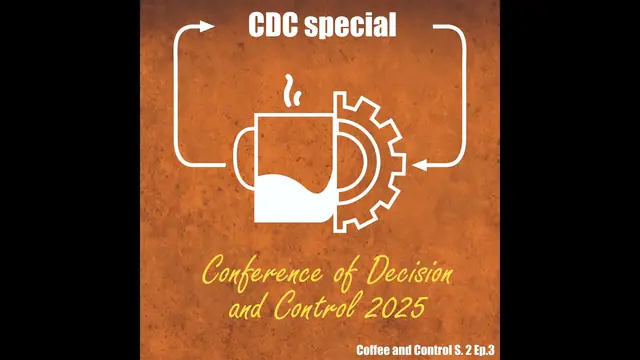 CDC special
Conference of Decision
and Control 2025
Coffee and Control S. 2 Ep.3